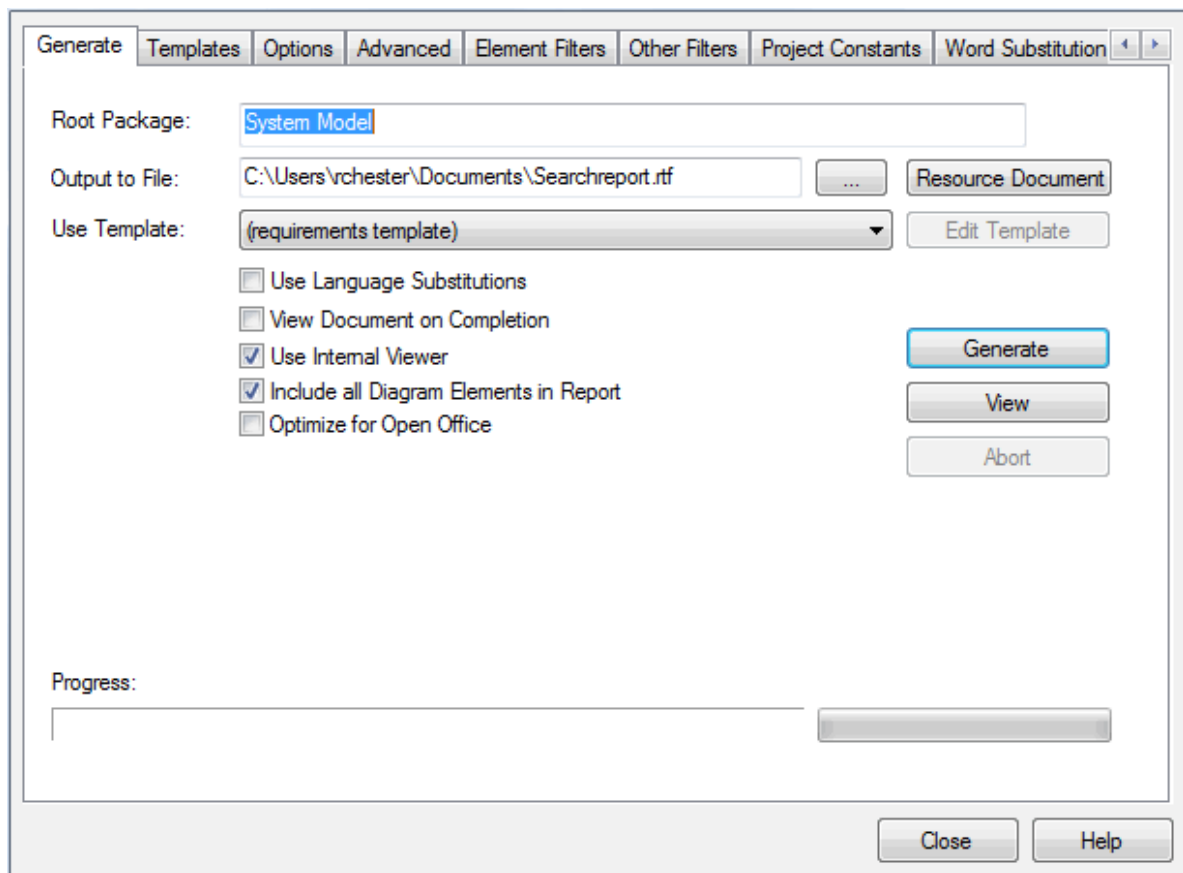 Generate Templates Options Advanced Element Filters Other Filters Project Constants Word Substitution
Root Package: System Model
Output to File: C:\Users\rchester\Documents\Searchreport.rtf ... Resource Document
Use Template: (requirements template) Edit Template
Use Language Substitutions
View Document on Completion
Use Internal Viewer
Generate
Include all Diagram Elements in Report
View
Optimize for Open Office
Abort
Progress:
Close Help